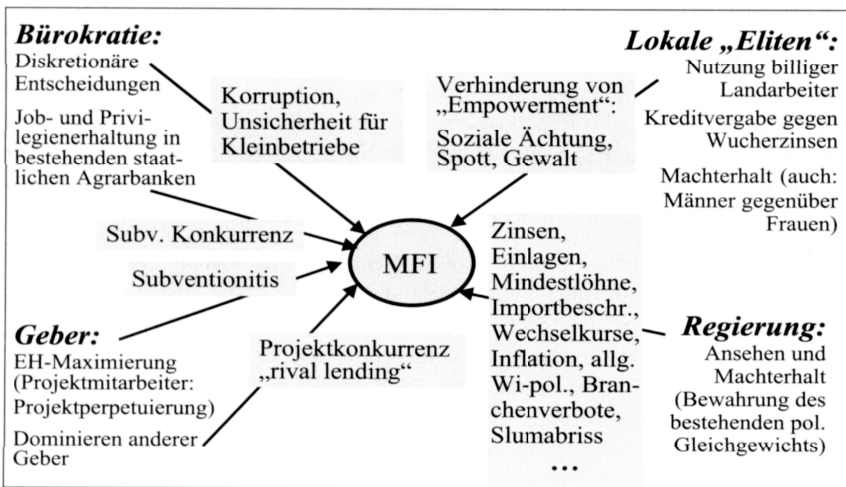 Bürokratie:
Diskretionäre
Entscheidungen
Job- und Privi-
legienerhaltung in
bestehenden staat-
lichen Agrarbanken
Korruption,
Unsicherheit für
Kleinbetriebe
Subv. Konkurrenz
Subventionitis
Geber:
EH-Maximierung
(Projektmitarbeiter:
Projektperpetuierung)
Dominieren anderer
Geber
Projektkonkurrenz
„rival lending“
MFI
Verhinderung von
„Empowerment“:
Soziale Ächtung,
Spott, Gewalt
Lokale „Eliten“:
Nutzung billiger
Landarbeiter
Kreditvergabe gegen
Wucherzinsen
Machterhalt (auch:
Männer gegenüber
Frauen)
Zinsen,
Einlagen,
Mindestlöhne,
Importbeschr.,
Wechselkurse,
Inflation, allg.
Wi-pol., Bran-
chenverbote,
Slumabriss
...
Regierung:
Ansehen und
Machterhalt
(Bewahrung des
bestehenden pol.
Gleichgewichts)